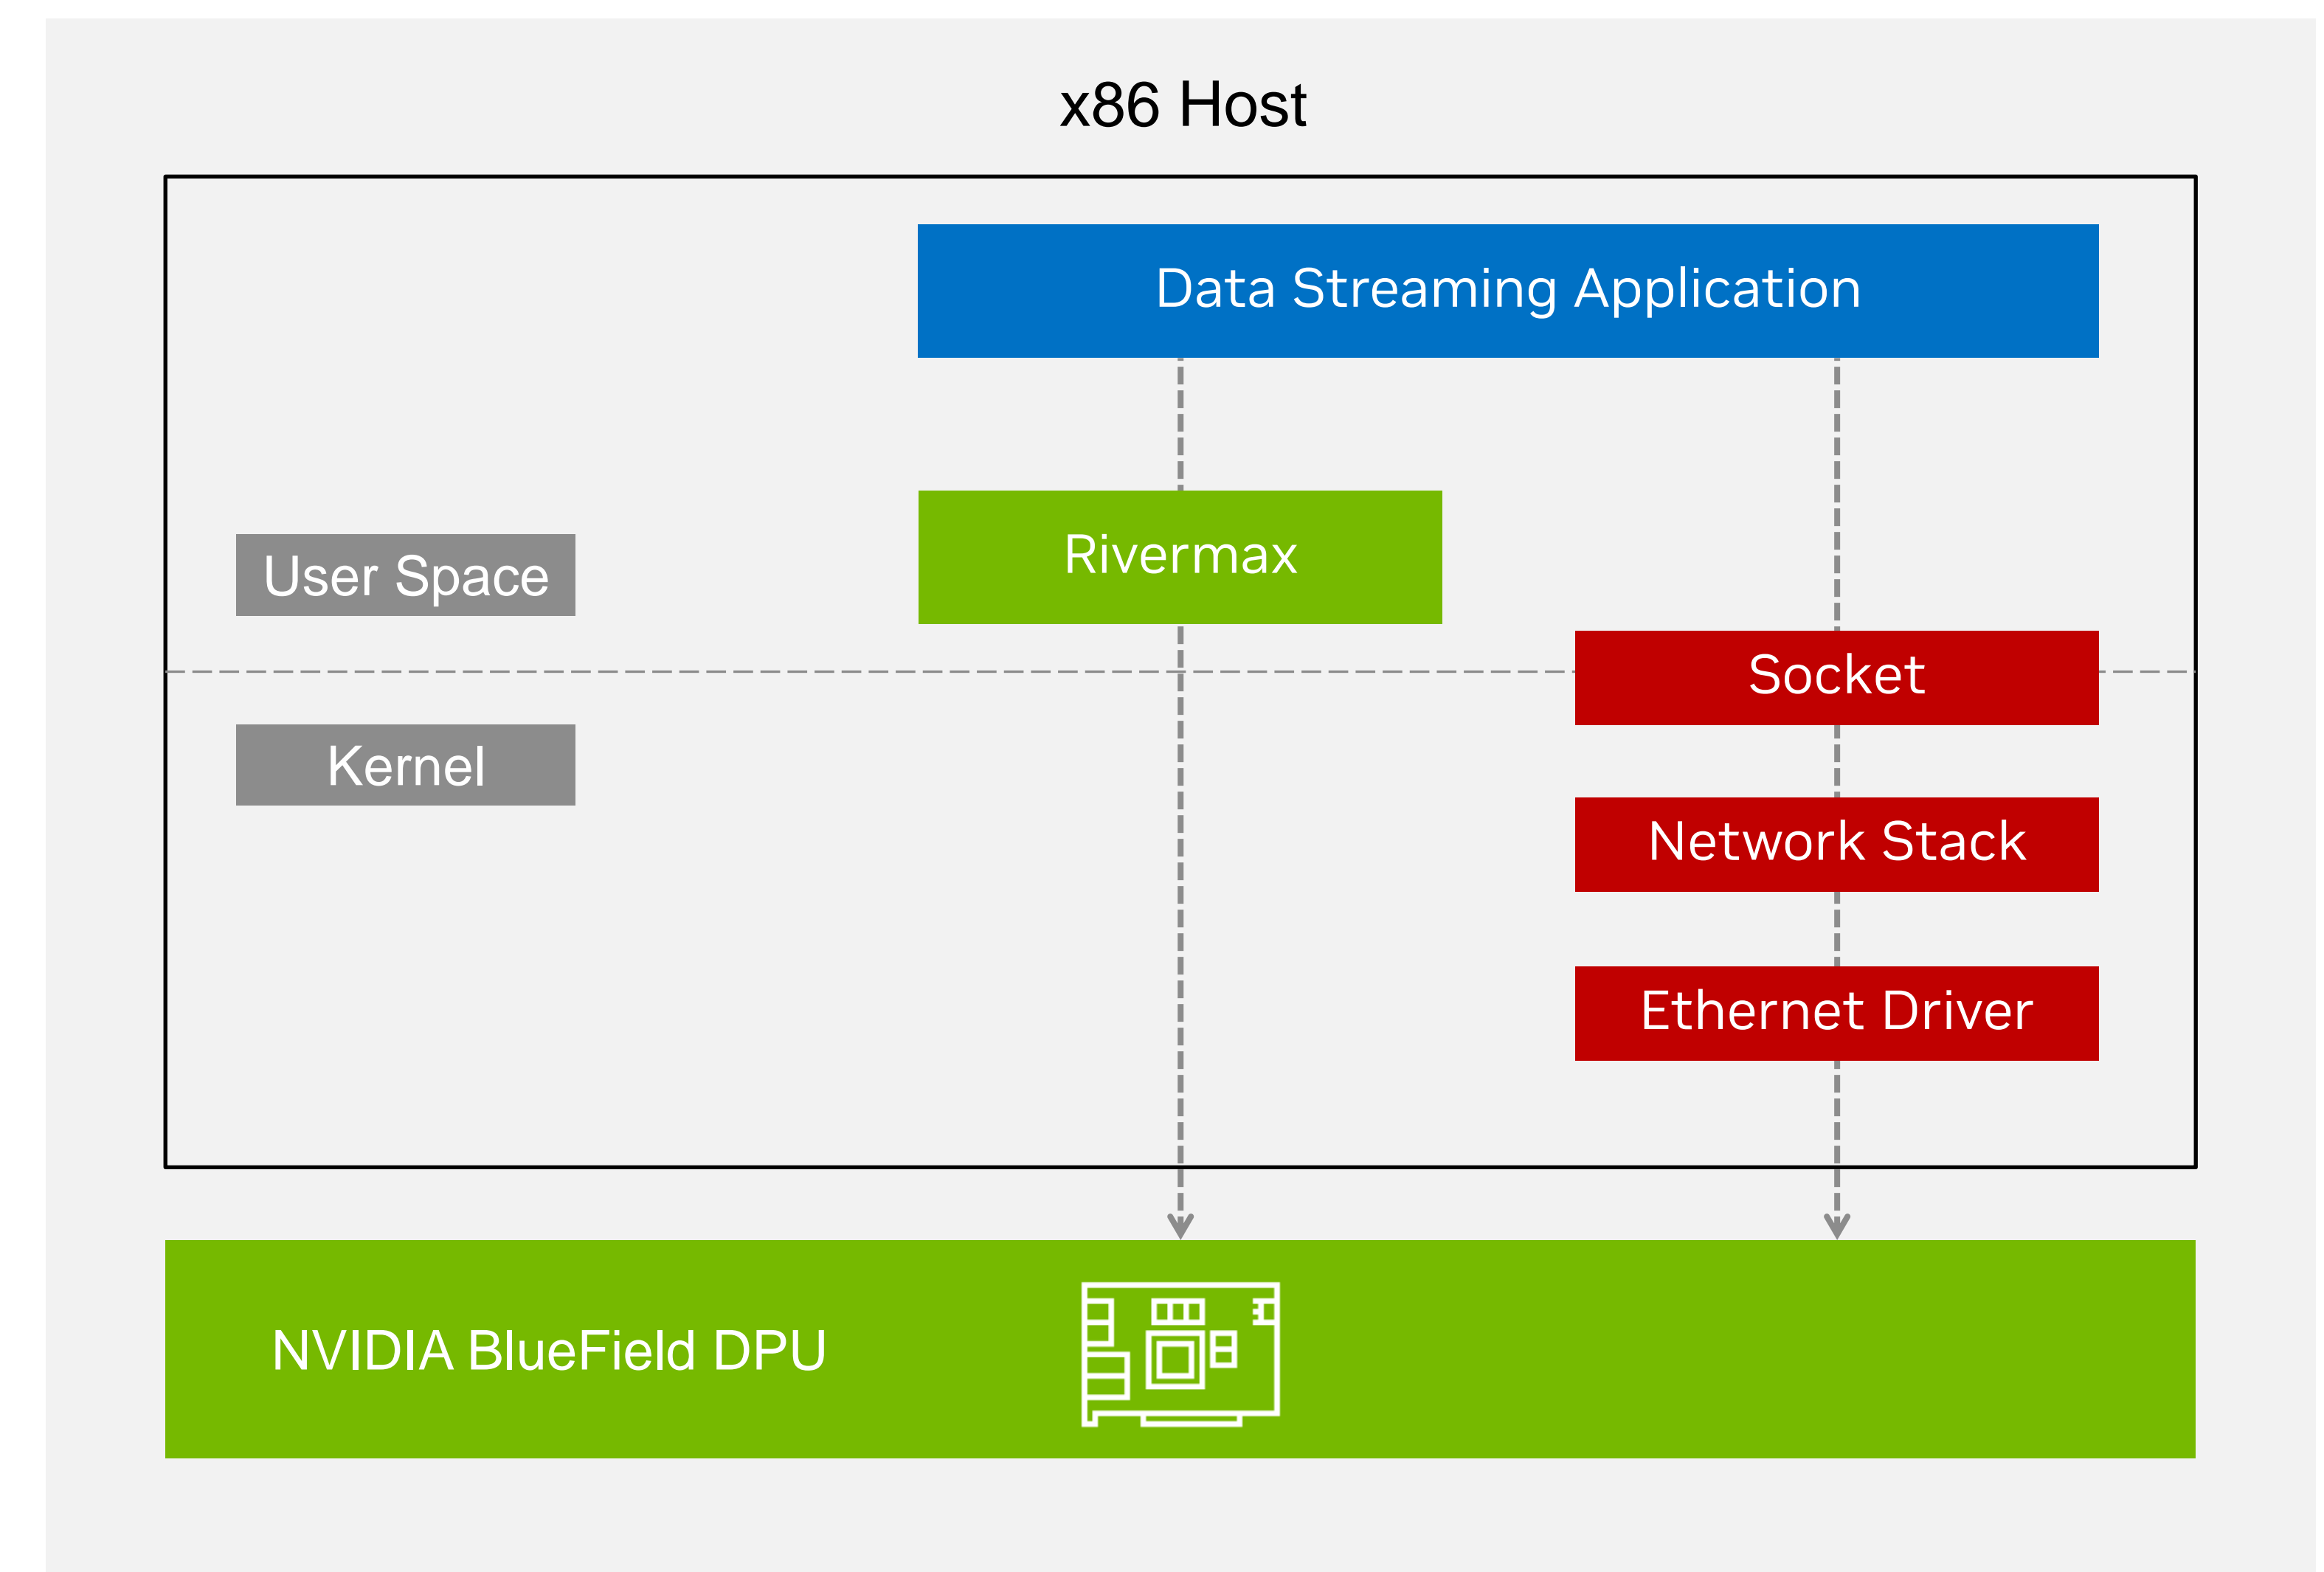 x86 Host
Data Streaming Application
Rivermax
User Space
Socket
Kernel
Network Stack
Ethernet Driver
NVIDIA BlueField DPU